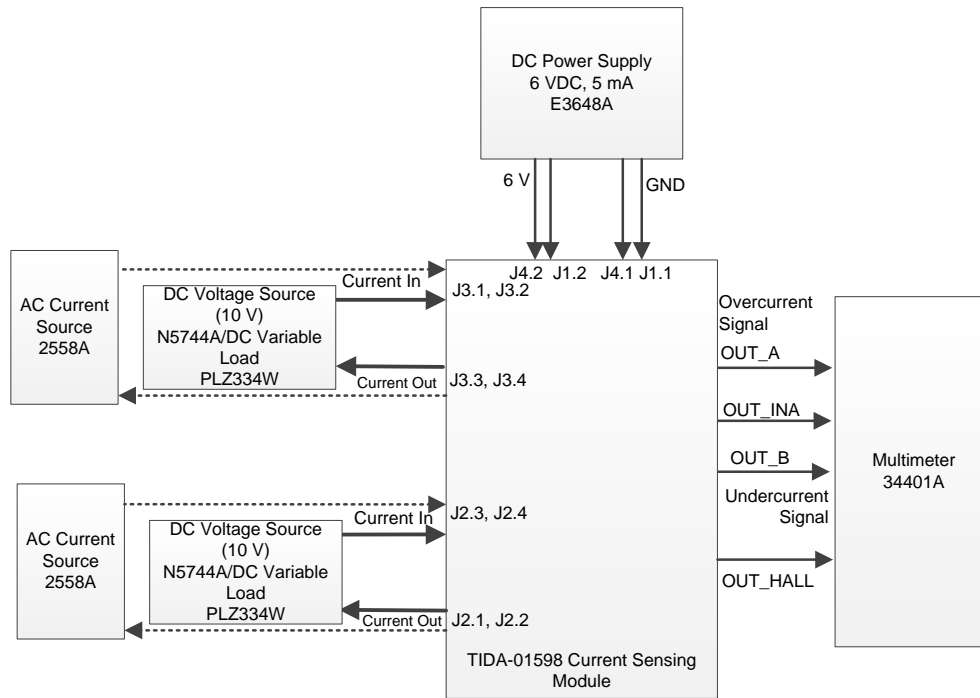 DC Power Supply
6 VDC, 5 mA
E3648A
6 V
GND
J4.2 J1.2 J4.1 J1.1
AC Current
Source
2558A
DC Voltage Source
(10 V)
N5744A/DC Variable
Load
PLZ334W
Current In
J3.1, J3.2
Current Out
J3.3, J3.4
AC Current
Source
2558A
DC Voltage Source
(10 V)
N5744A/DC Variable
Load
PLZ334W
Current In
J2.3, J2.4
Current Out
J2.1, J2.2
TIDA-01598 Current Sensing
Module
Overcurrent
Signal
OUT_A
OUT_INA
OUT_B
Undercurrent
Signal
OUT_HALL
Multimeter
34401A